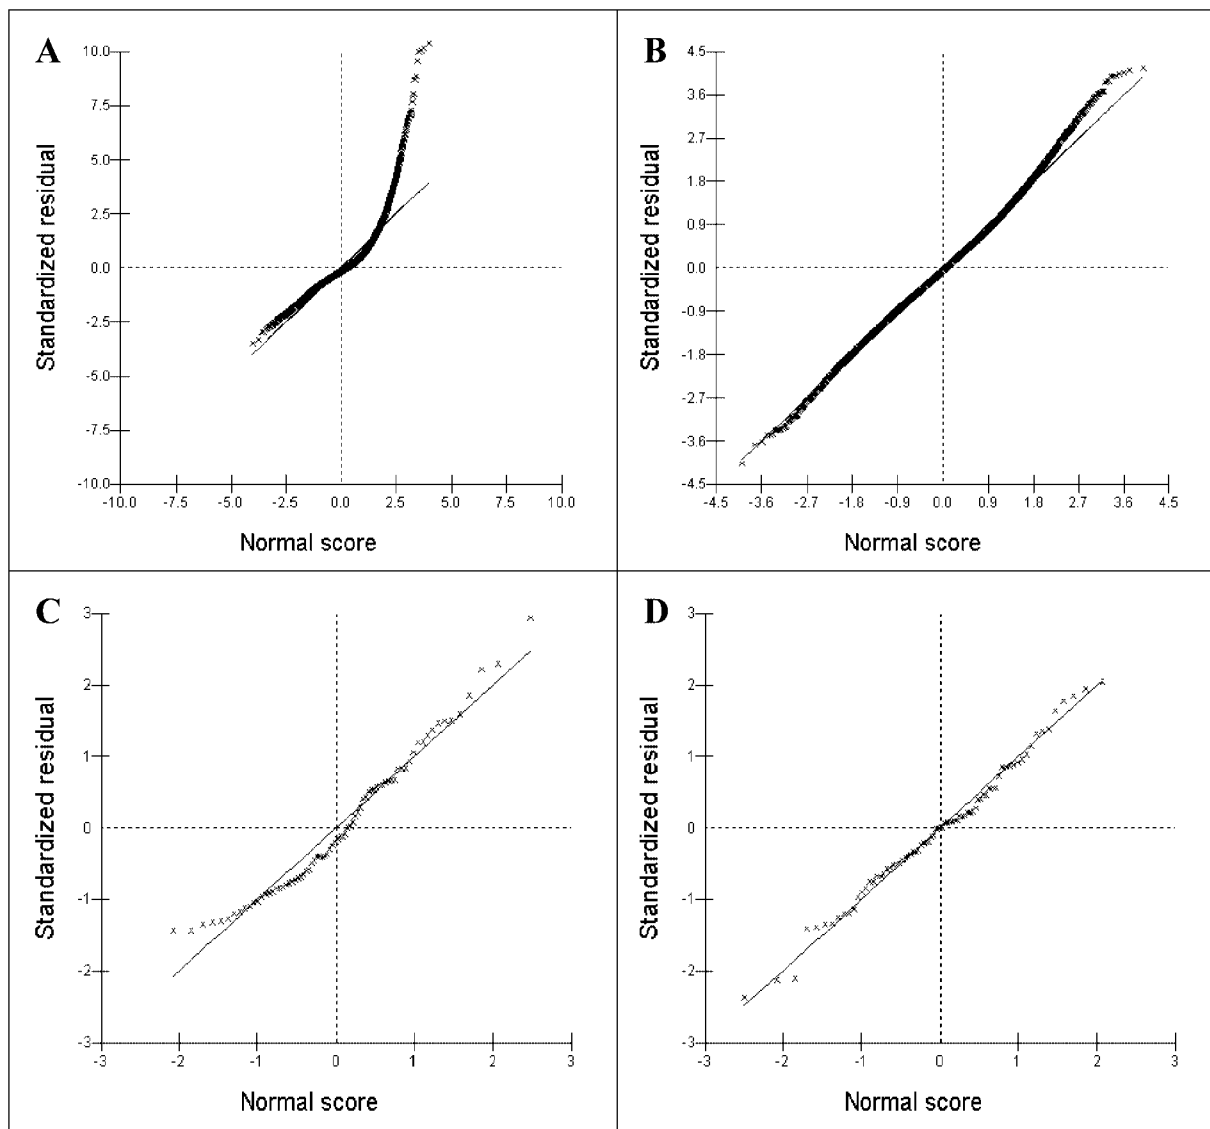 A
Standardized residual
10.0
7.5
5.0
2.5
0.0
-2.5
-5.0
-7.5
-10.0
-10.0 -7.5 -5.0 -2.5 0.0 2.5 5.0 7.5 10.0
Normal score
B
Standardized residual
4.5
3.6
2.7
1.8
0.9
0.0
-0.9
-1.8
-2.7
-3.6
-4.5
-4.5 -3.6 -2.7 -1.8 -0.9 0.0 0.9 1.8 2.7 3.6 4.5
Normal score
C
Standardized residual
3
2
1
0
-1
-2
-3
-3 -2 -1 0 1 2 3
Normal score
D
Standardized residual
3
2
1
0
-1
-2
-3
-3 -2 -1 0 1 2 3
Normal score